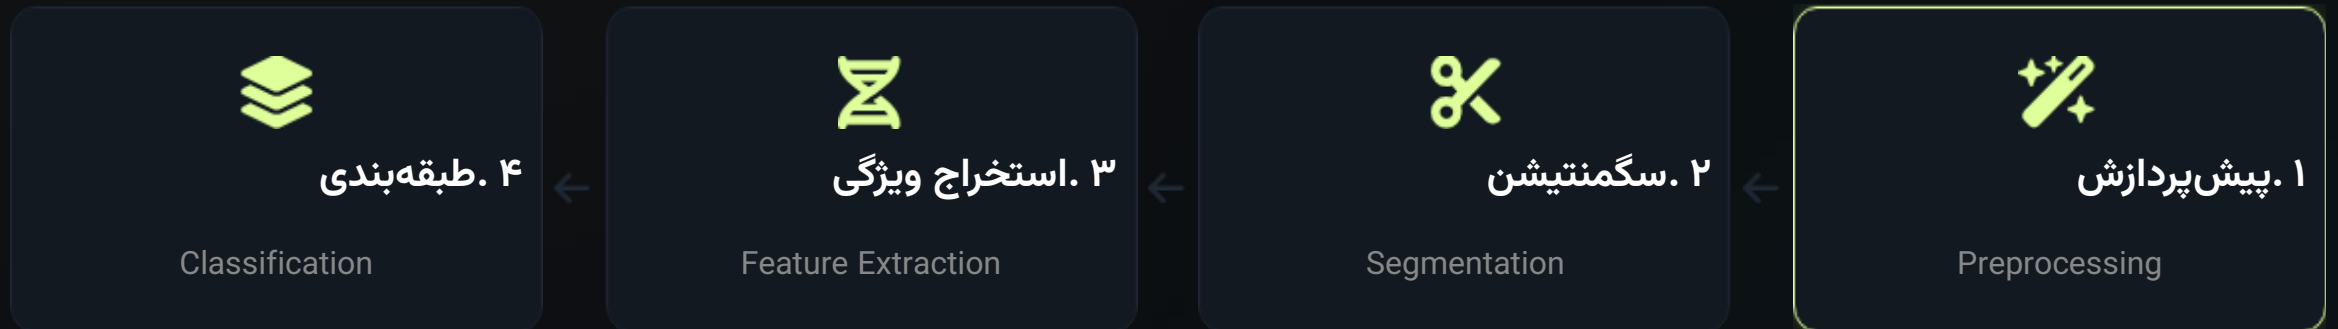 ۱ .پیش‌پردازش
Preprocessing
۲ .سگمنتیشن
Segmentation
۳ .استخراج ویژگی
Feature Extraction
۴ .طبقه‌بندی
Classification